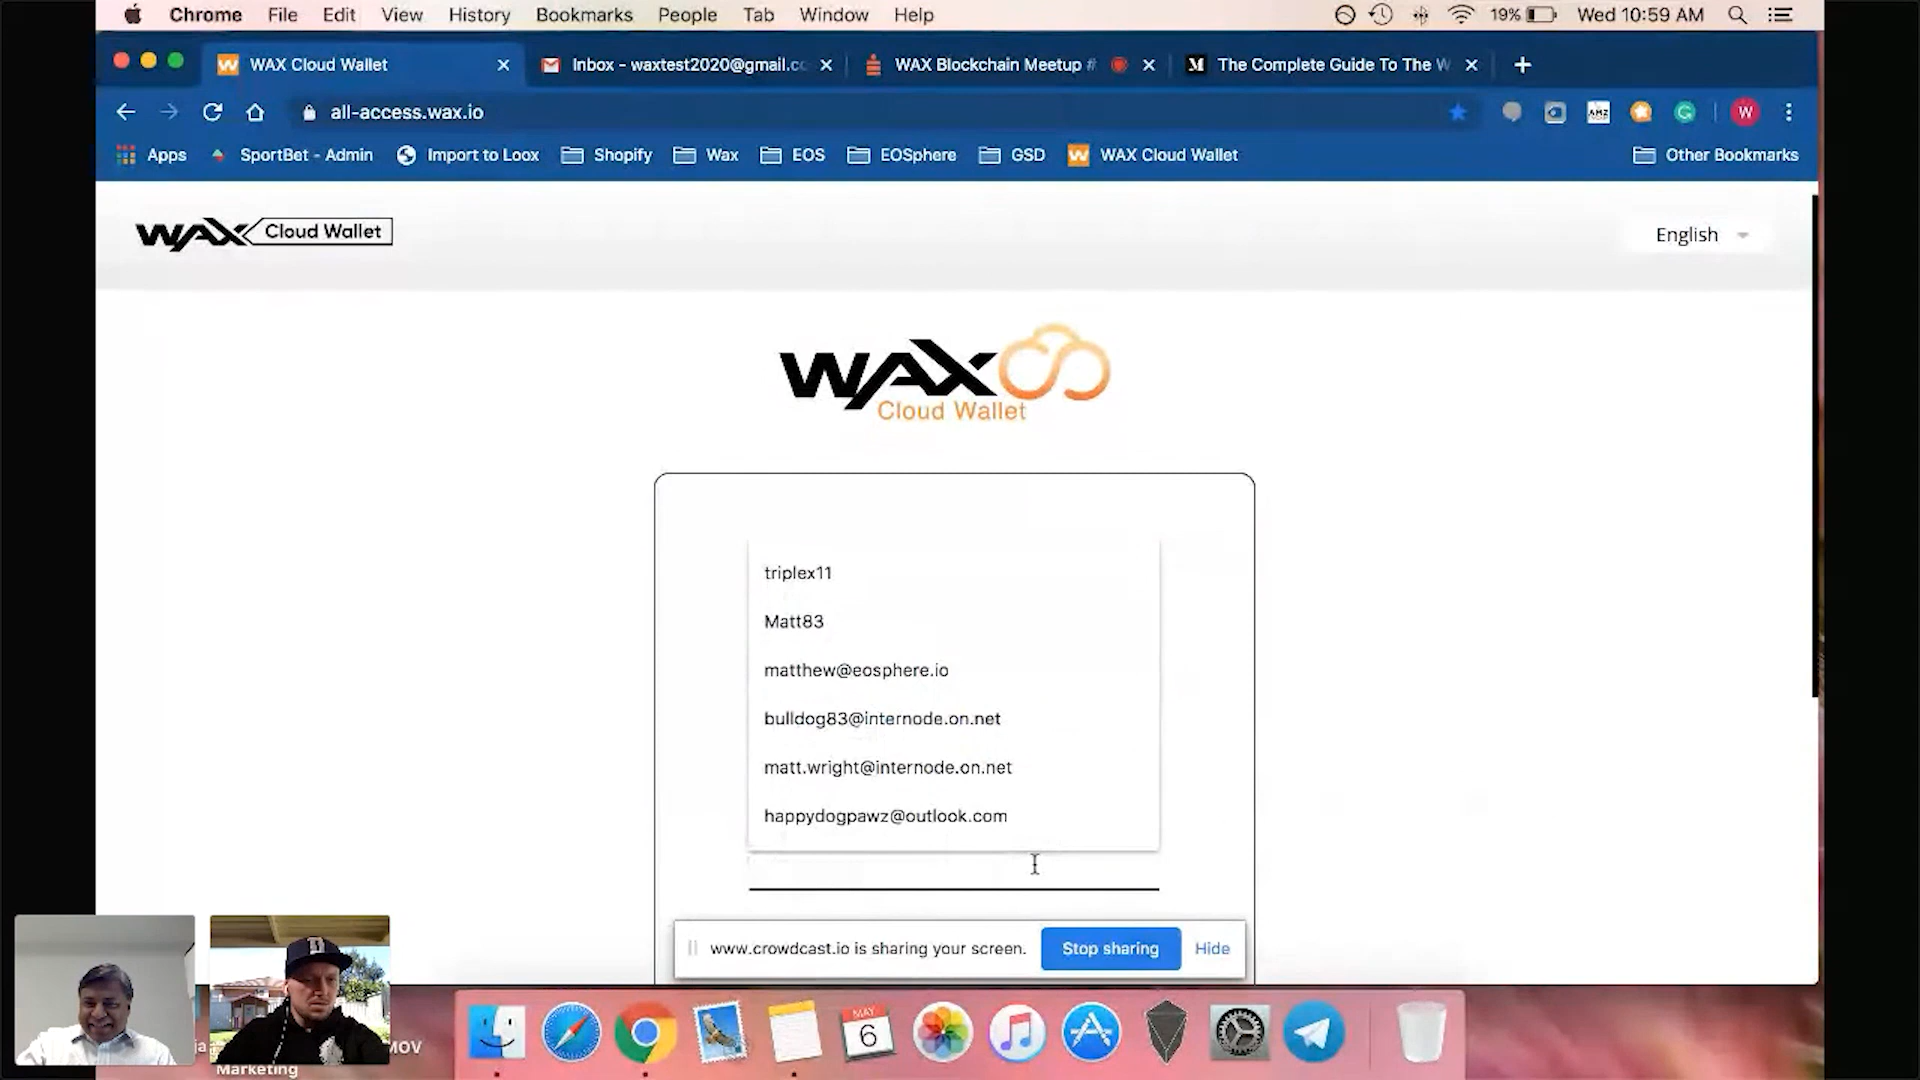 Chrome File Edit View History Bookmarks People Tab Window Help 19% Wed 10:59 AM
WAX Cloud Wallet Inbox - waxtest2020@gmail.cc WAX Blockchain Meetup # M The Complete Guide To The W
all-access.wax.io AMZ W
Apps SportBet - Admin Import to Loox Shopify Wax EOS EOSphere GSD WAX Cloud Wallet Other Bookmarks
WAX Cloud Wallet English
WAX
Cloud Wallet
triplex11
Matt83
matthew@eosphere.io
bulldog83@internode.on.net
matt.wright@internode.on.net
happydogpawz@outlook.com
www.crowdcast.io is sharing your screen. Stop sharing Hide
MAY
6
MOV
Marketing